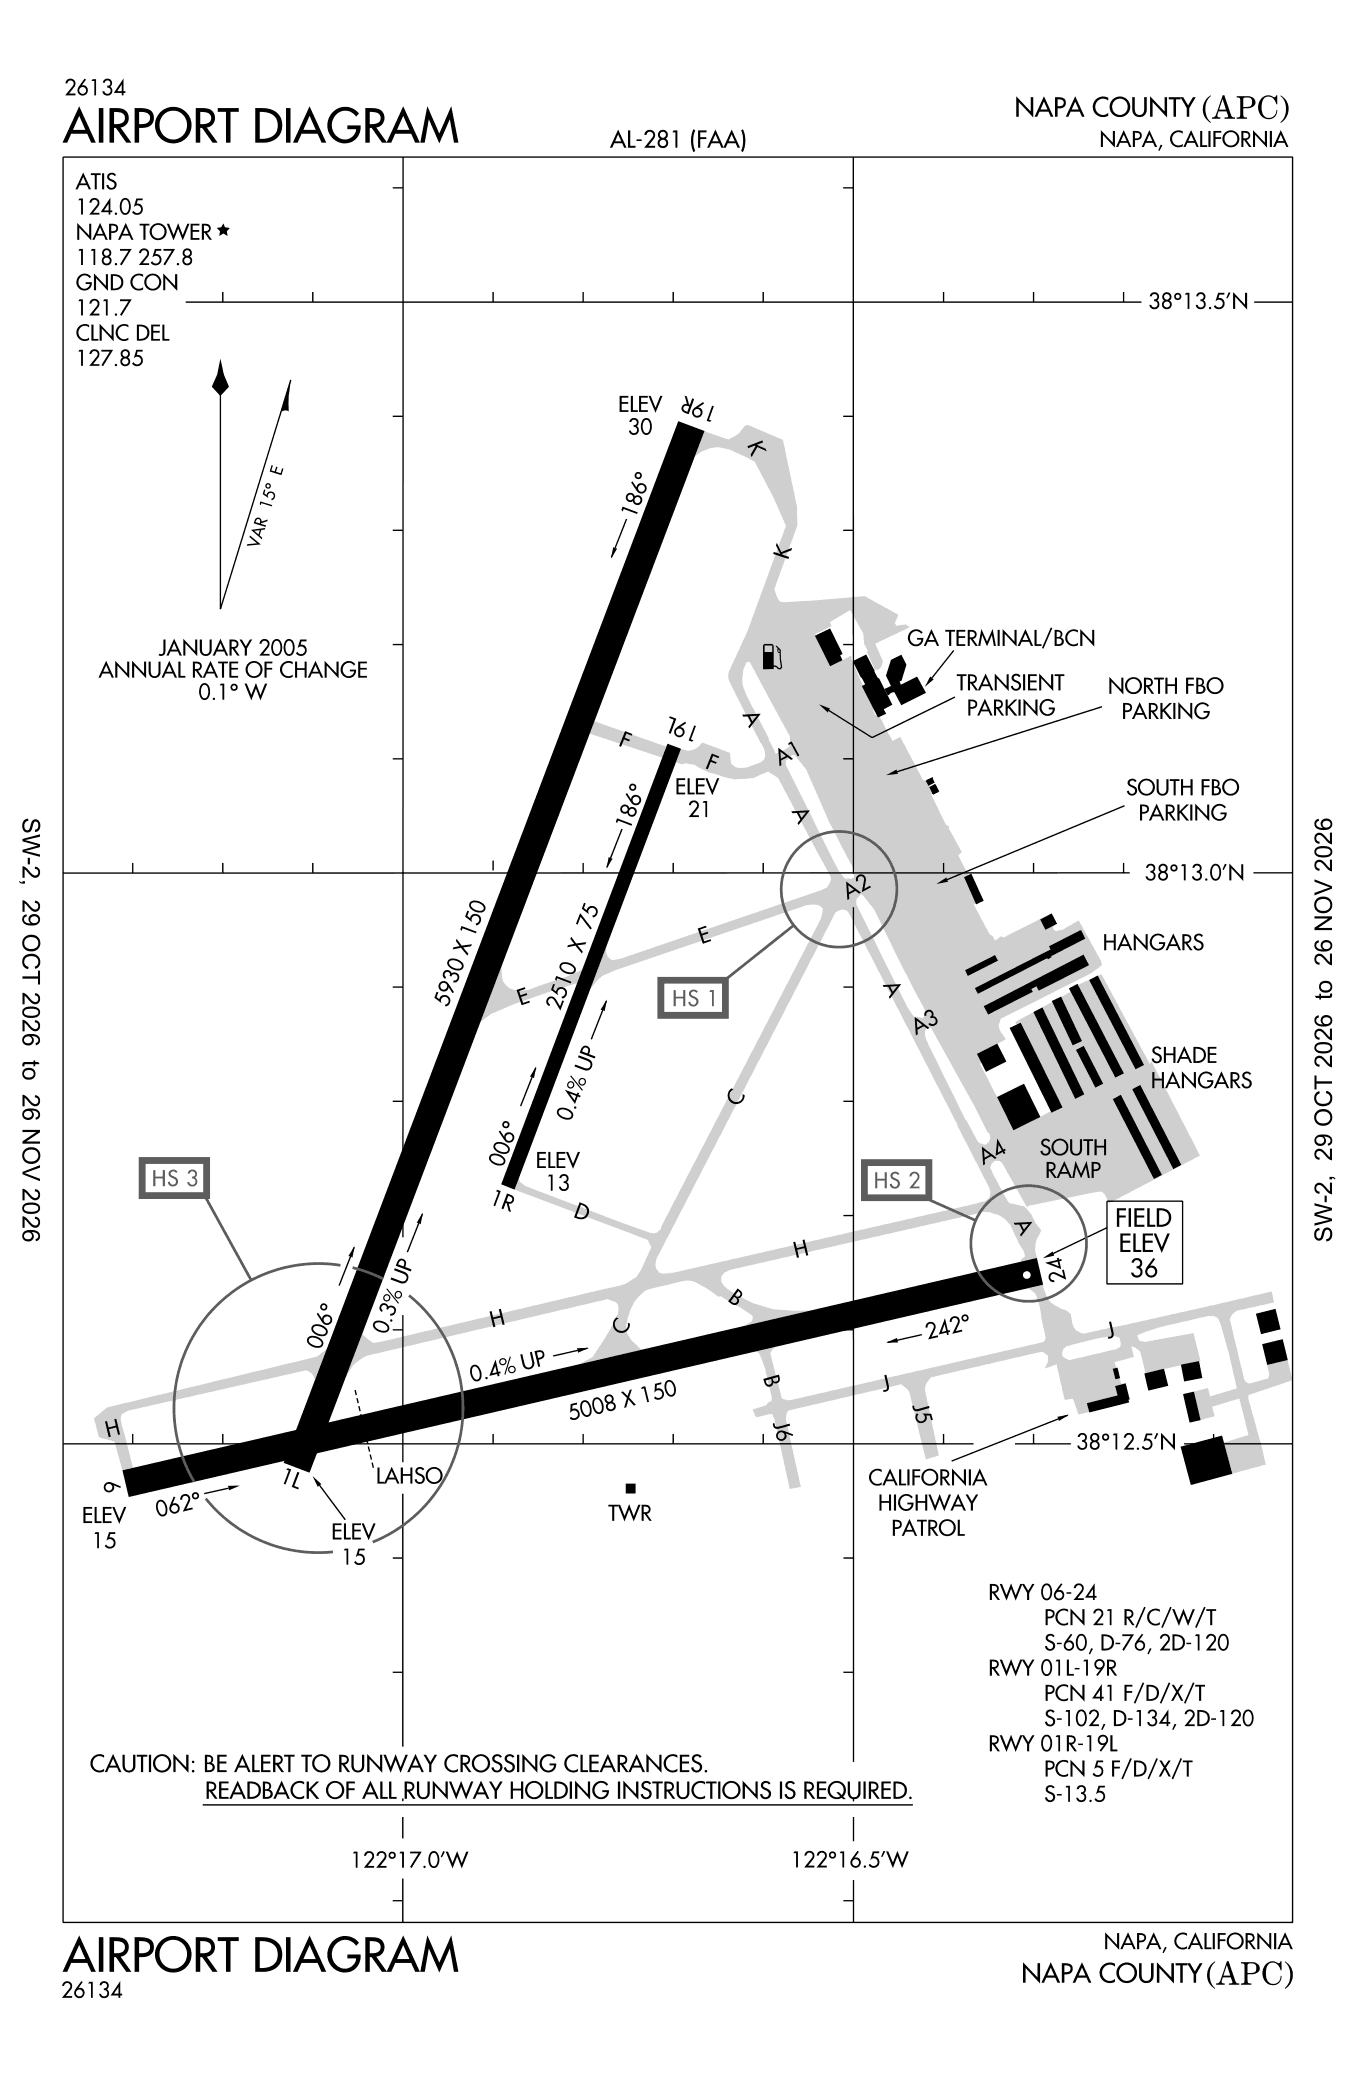 26134
AIRPORT DIAGRAM
AL-281 (FAA)
NAPA COUNTY (APC)
NAPA, CALIFORNIA
ATIS
124.05
NAPA TOWER ★
118.7 257.8
GND CON
121.7
CLNC DEL
127.85
38°13.5'N
VAR 15° E
JANUARY 2005
ANNUAL RATE OF CHANGE
0.1° W
ELEV
30
19R
K
186°
K
GA TERMINAL/BCN
TRANSIENT
PARKING
NORTH FBO
PARKING
SOUTH FBO
PARKING
A
F
19L
F
A1
ELEV
21
186°
A
38°13.0'N
A2
5930 X 150
2510 X 75
E
E
HS 1
A
A3
HANGARS
SHADE
HANGARS
0.4% UP
C
006°
ELEV
13
1R
D
A4
SOUTH
RAMP
HS 3
HS 2
A
FIELD
ELEV
36
H
24
006°
0.3% UP
H
B
C
242°
J
0.4% UP
5008 X 150
B
J
J5
J6
H
38°12.5'N
6
1L
LAHSO
062°
ELEV
15
ELEV
15
TWR
CALIFORNIA
HIGHWAY
PATROL
RWY 06-24
PCN 21 R/C/W/T
S-60, D-76, 2D-120
RWY 01L-19R
PCN 41 F/D/X/T
S-102, D-134, 2D-120
RWY 01R-19L
PCN 5 F/D/X/T
S-13.5
CAUTION: BE ALERT TO RUNWAY CROSSING CLEARANCES.
READBACK OF ALL RUNWAY HOLDING INSTRUCTIONS IS REQUIRED.
122°17.0'W
122°16.5'W
SW-2, 29 OCT 2026 to 26 NOV 2026
SW-2, 29 OCT 2026 to 26 NOV 2026
AIRPORT DIAGRAM
26134
NAPA, CALIFORNIA
NAPA COUNTY (APC)